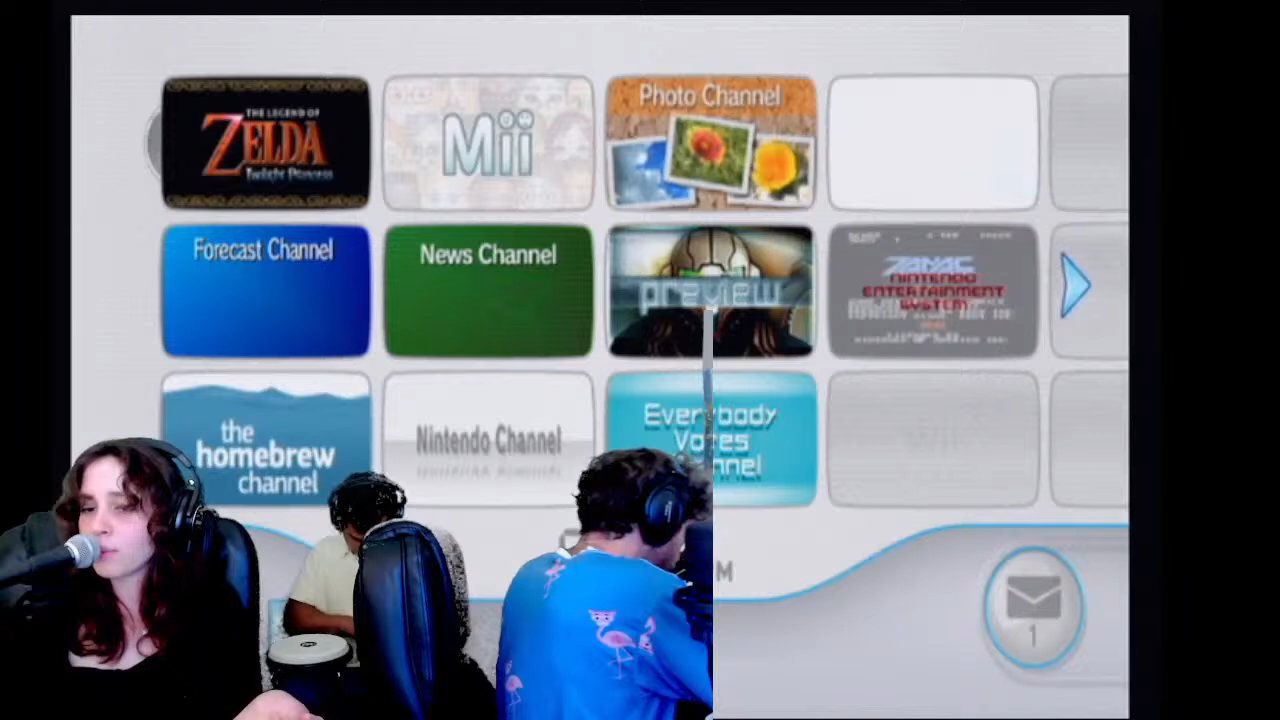 THE LEGEND OF
ZELDA
Twilight Princess
Mii
Photo Channel
Forecast Channel
News Channel
preview
ZANAC
NINTENDO
ENTERTAINMENT
SYSTEM
the
homebrew
channel
Nintendo Channel
Everybody
Votes
M
1